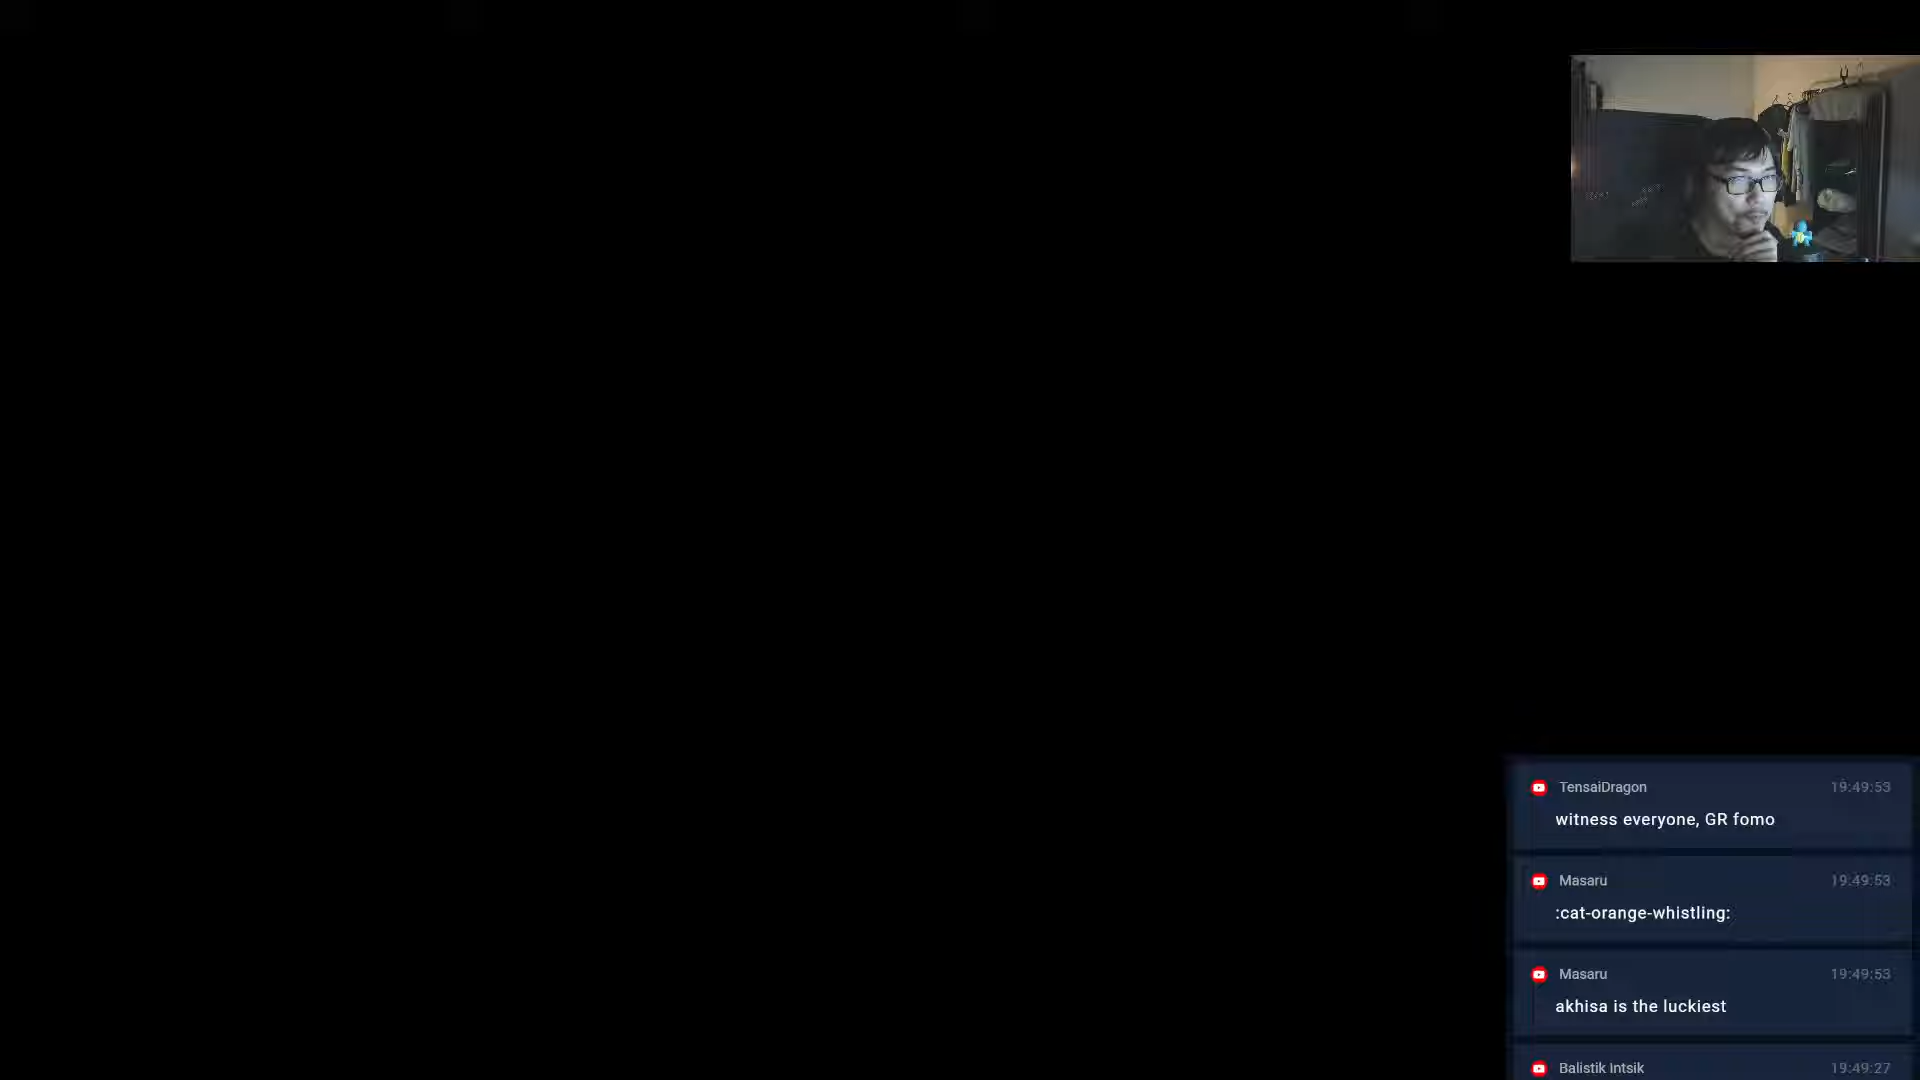 TensaiDragon 19:49:53
witness everyone, GR fomo
Masaru 19:49:53
:cat-orange-whistling:
Masaru 19:49:53
akhisa is the luckiest
Balistik Intsik 19:49:27